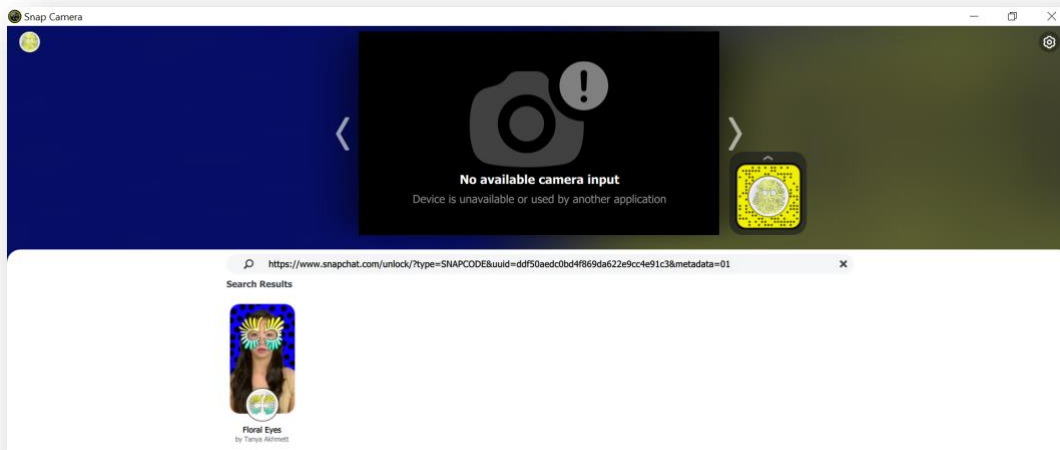 Snap Camera
No available camera input
Device is unavailable or used by another application
https://www.snapchat.com/unlock/?type=SNAPCODE&uuid=ddf50aedc0bd4f869da622e9cc4e91c3&metadata=01
Search Results
Floral Eyes
by Tanya Akhmett